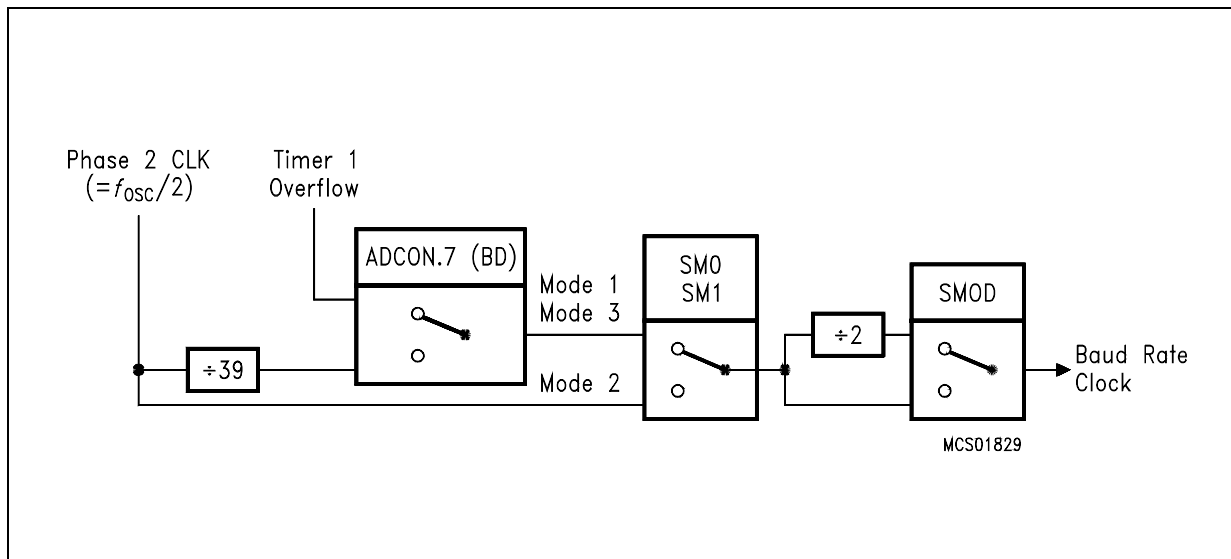 Phase 2 CLK
(=fOSC/2)
Timer 1
Overflow
ADCON.7 (BD)
Mode 1
Mode 3
SM0
SM1
SMOD
÷2
÷39
Mode 2
Baud Rate
Clock
MCS01829